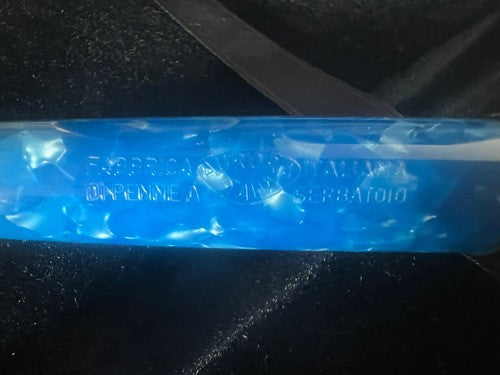 FABBRICA ITALIANA
DI PENNE A SERBATOIO